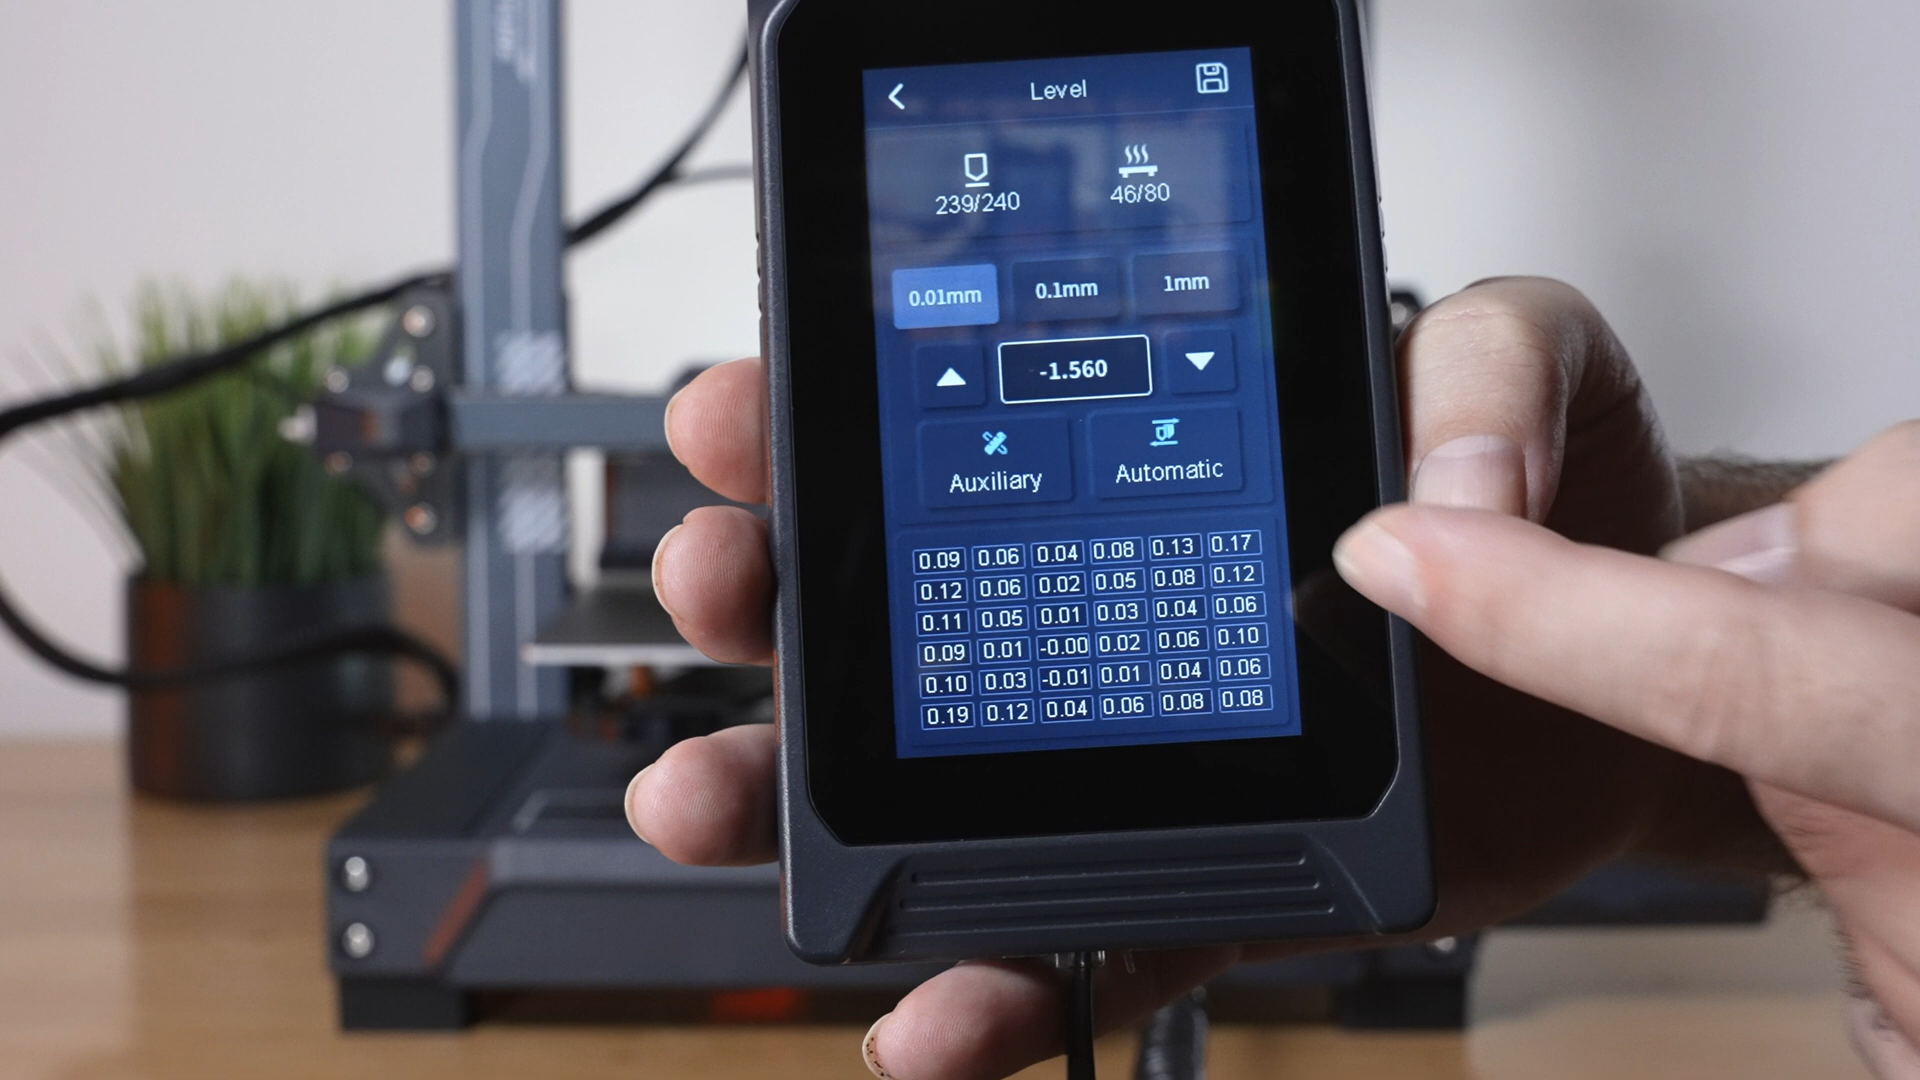 Level
239/240 46/80
0.01mm 0.1mm 1mm
-1.560
Auxiliary Automatic
0.09 0.06 0.04 0.08 0.13 0.17
0.12 0.06 0.02 0.05 0.08 0.12
0.11 0.05 0.01 0.03 0.04 0.06
0.09 0.01 -0.00 0.02 0.06 0.10
0.10 0.03 -0.01 0.01 0.04 0.06
0.19 0.12 0.04 0.06 0.08 0.08